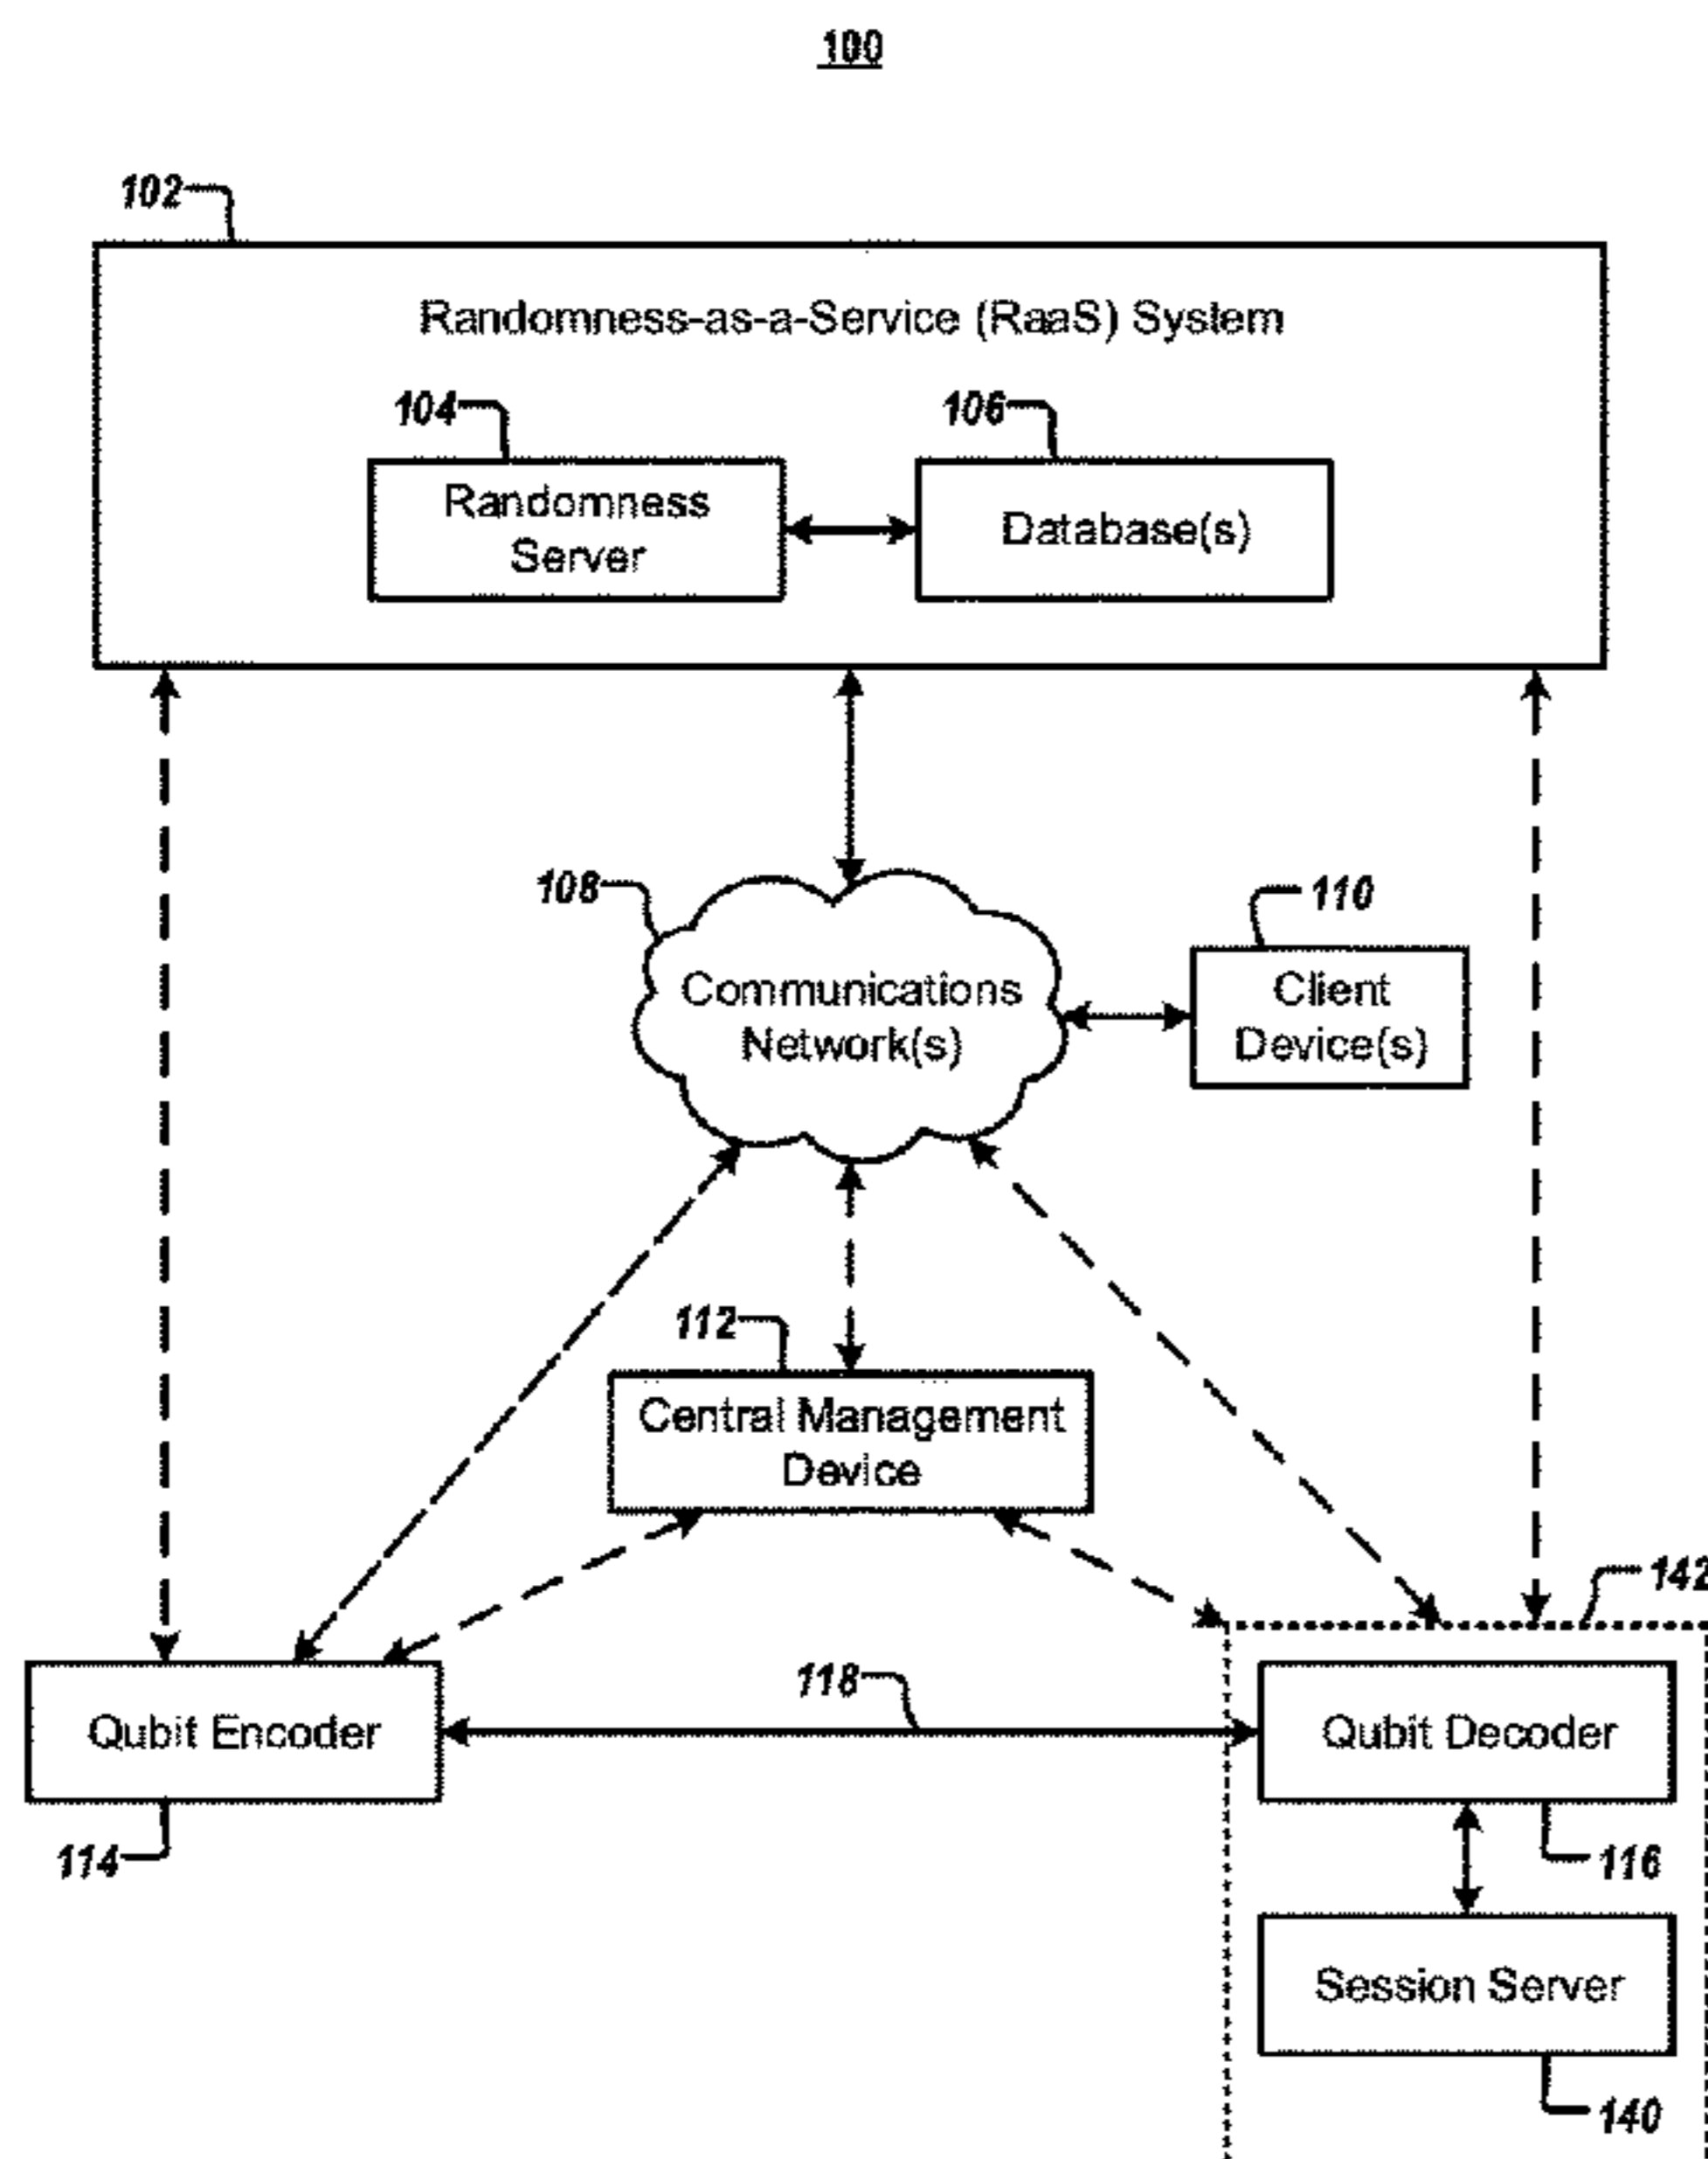 100
102
Randomness-as-a-Service (RaaS) System
104
106
Randomness
Server
Database(s)
108
110
Communications
Network(s)
Client
Device(s)
112
Central Management
Device
142
118
Qubit Encoder
Qubit Decoder
114
116
Session Server
140